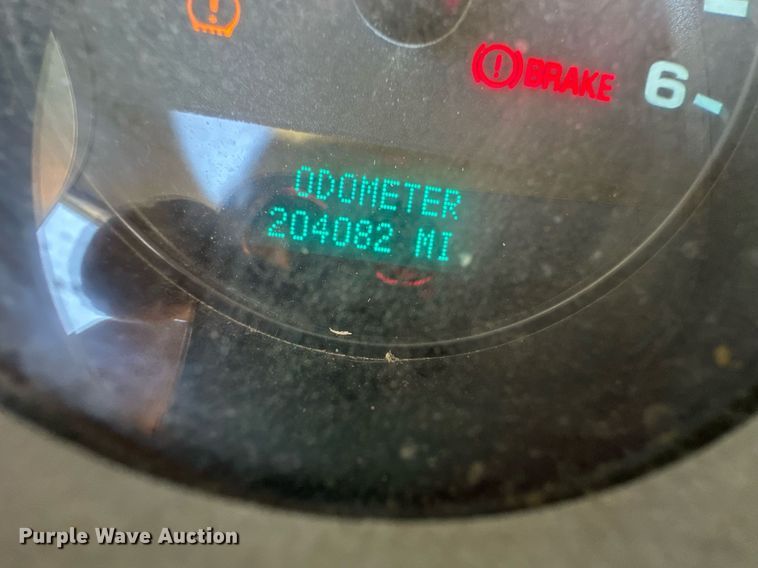 BRAKE
6
ODOMETER
204082 MI
Purple Wave Auction